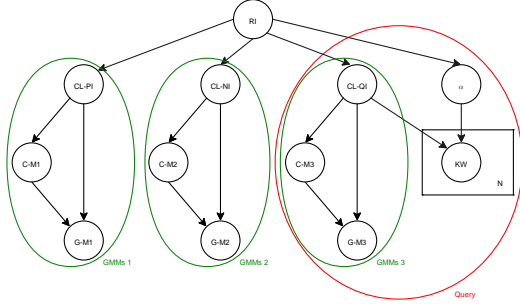 RI
CL-PI
CL-NI
CL-QI
α
C-M1
C-M2
C-M3
KW
N
G-M1
G-M2
G-M3
GMMs 1
GMMs 2
GMMs 3
Query